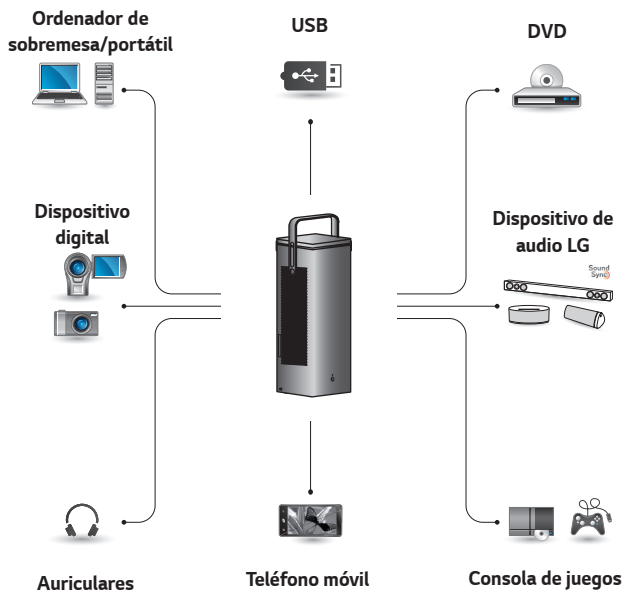 Ordenador de
sobremesa/portátil
USB
DVD
Dispositivo
digital
Dispositivo de
audio LG
Sound
Sync
Auriculares
Teléfono móvil
Consola de juegos